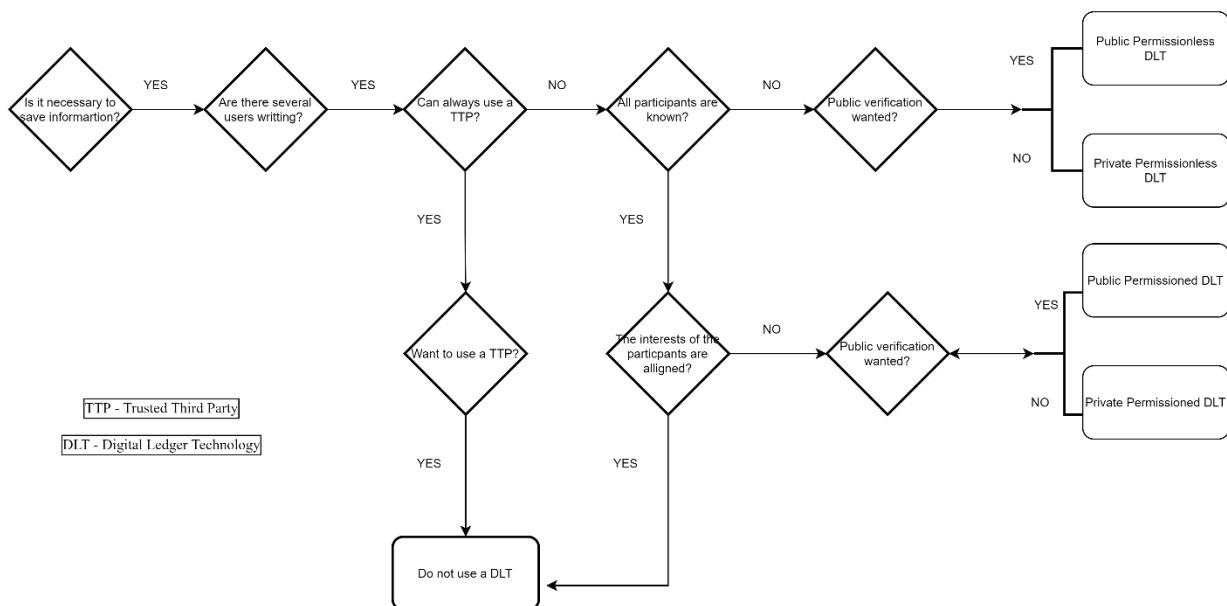 Is it necessary to
save informartion?
YES
Are there several
users writting?
YES
Can always use a
TTP?
NO
All participants are
known?
NO
Public verification
wanted?
YES
NO
Public Permissionless
DLT
Private Permissionless
DLT
YES
YES
Want to use a TTP?
The interests of the
particpants are
alligned?
NO
Public verification
wanted?
YES
NO
Public Permissioned DLT
Private Permissioned DLT
TTP - Trusted Third Party
DLT - Digital Ledger Technology
YES
YES
Do not use a DLT